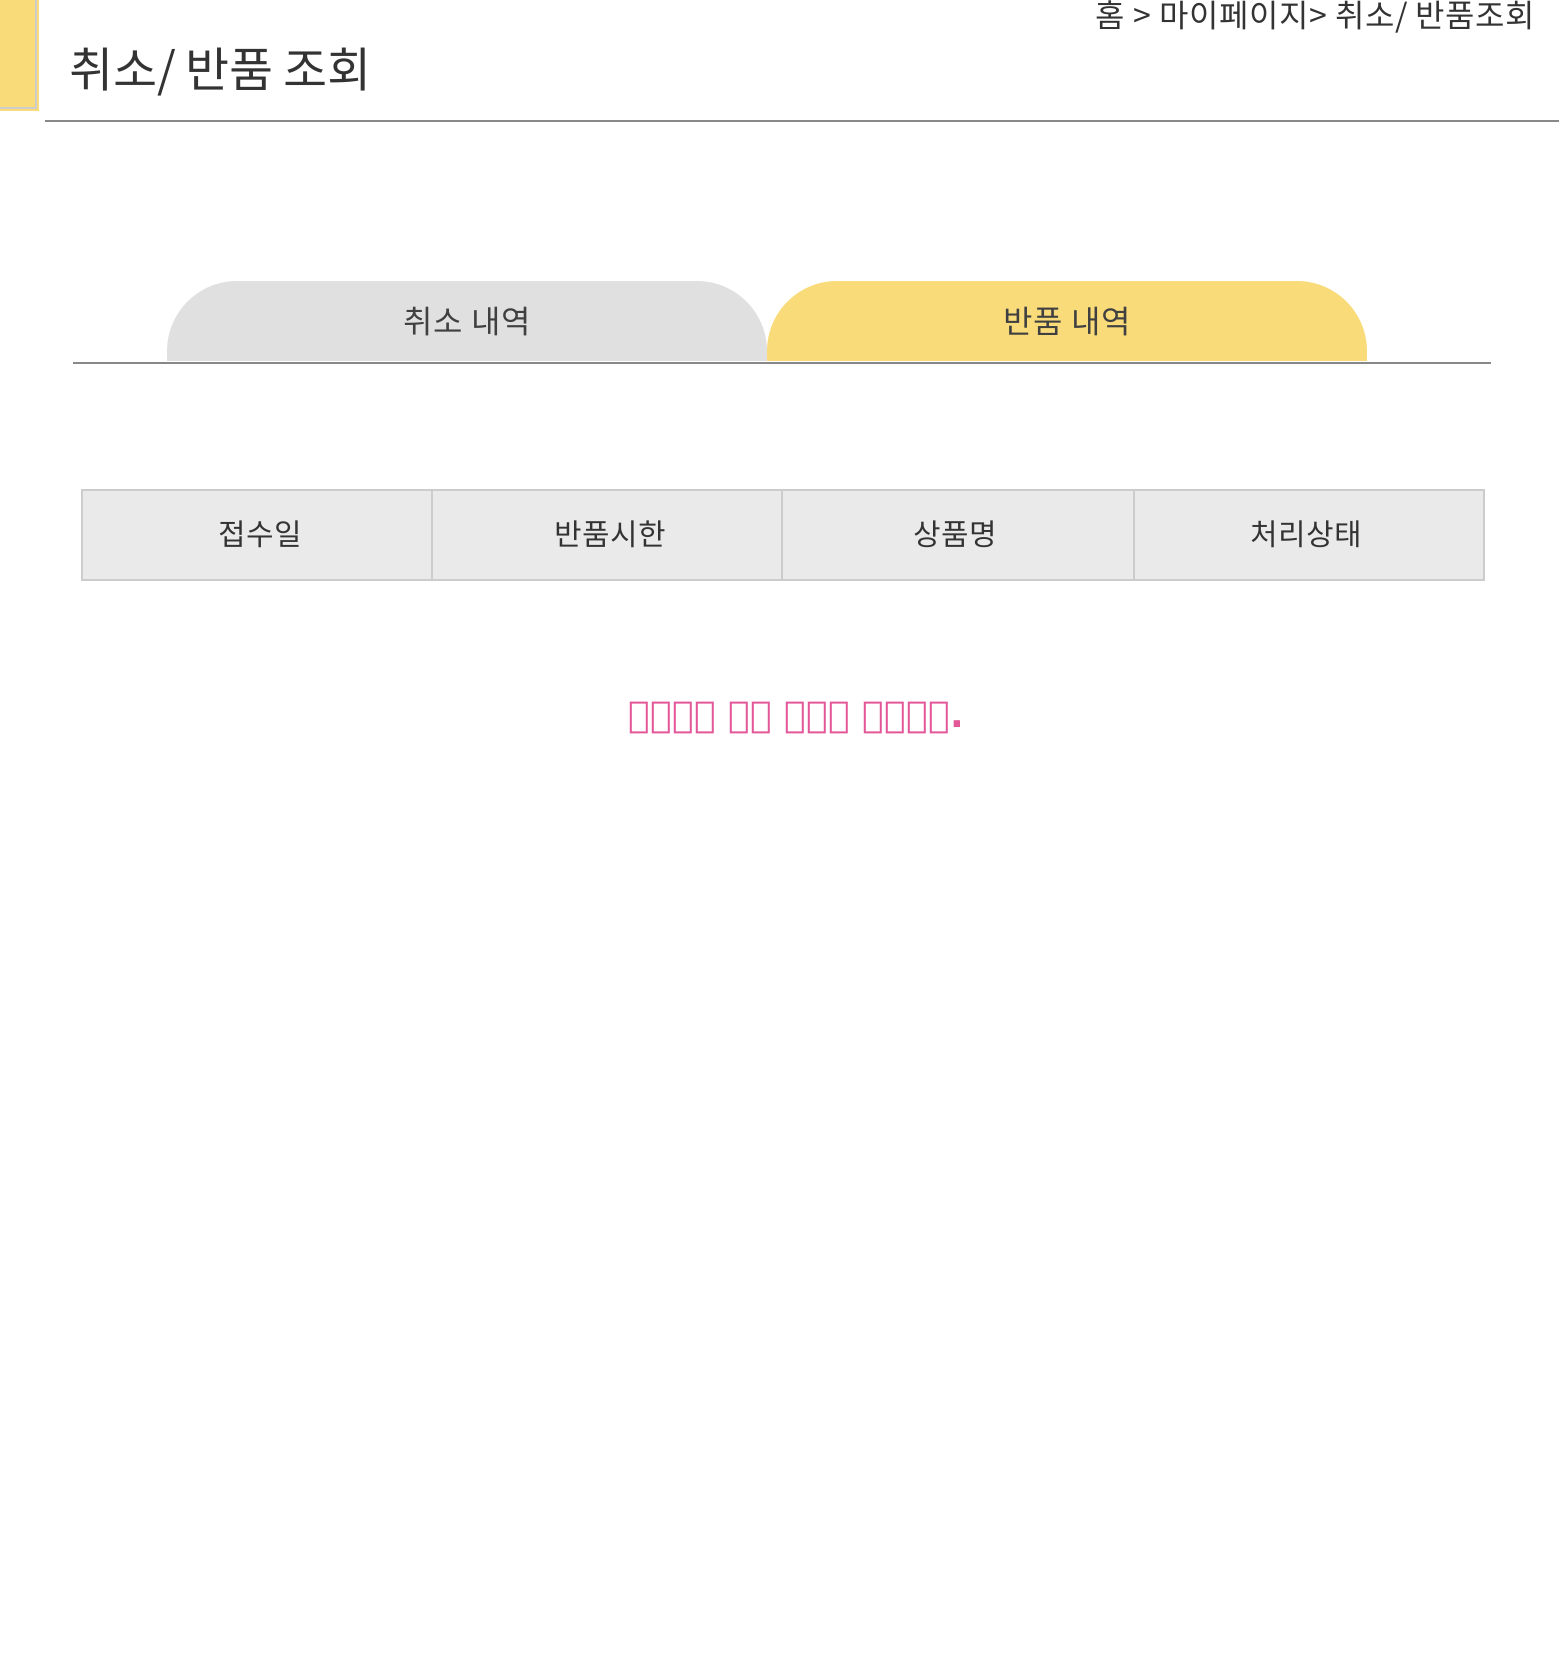 홈 > 마이페이지> 취소/ 반품조회
취소/ 반품 조회
취소 내역
반품 내역
접수일
반품시한
상품명
처리상태